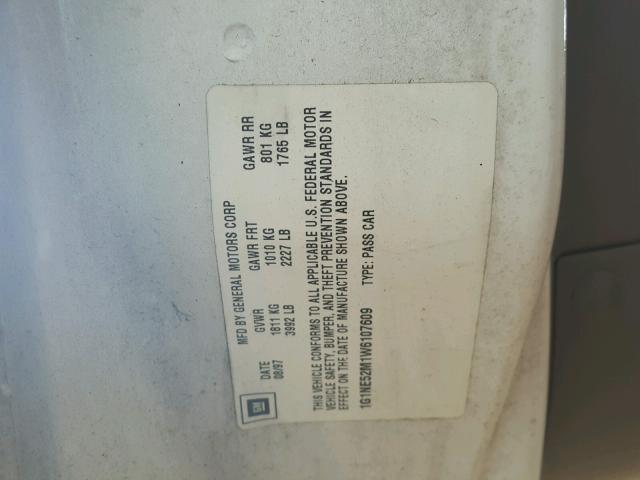 GM
MFD BY GENERAL MOTORS CORP
DATE GVWR GAWR FRT GAWR RR
08/97 1811 KG 1010 KG 801 KG
3992 LB 2227 LB 1765 LB
THIS VEHICLE CONFORMS TO ALL APPLICABLE U.S. FEDERAL MOTOR
VEHICLE SAFETY, BUMPER, AND THEFT PREVENTION STANDARDS IN
EFFECT ON THE DATE OF MANUFACTURE SHOWN ABOVE.
1G1NE52M1W6107609 TYPE: PASS CAR